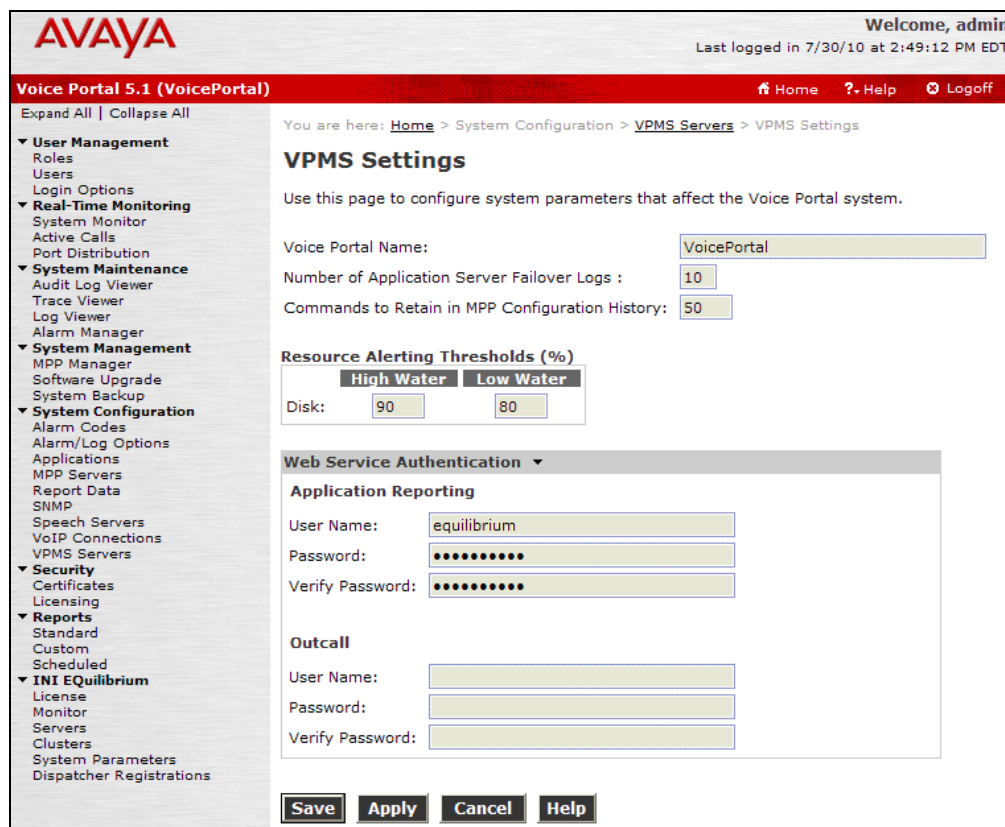 AVAYA
Welcome, admin
Last logged in 7/30/10 at 2:49:12 PM EDT
Voice Portal 5.1 (VoicePortal)
Home ? Help Logoff
Expand All | Collapse All
User Management
Roles
Users
Login Options
Real-Time Monitoring
System Monitor
Active Calls
Port Distribution
System Maintenance
Audit Log Viewer
Trace Viewer
Log Viewer
Alarm Manager
System Management
MPP Manager
Software Upgrade
System Backup
System Configuration
Alarm Codes
Alarm/Log Options
Applications
MPP Servers
Report Data
SNMP
Speech Servers
VoIP Connections
VPMS Servers
Security
Certificates
Licensing
Reports
Standard
Custom
Scheduled
INI EQuilibrium
License
Monitor
Servers
Clusters
System Parameters
Dispatcher Registrations
You are here: Home > System Configuration > VPMS Servers > VPMS Settings
VPMS Settings
Use this page to configure system parameters that affect the Voice Portal system.
Voice Portal Name: VoicePortal
Number of Application Server Failover Logs : 10
Commands to Retain in MPP Configuration History: 50
Resource Alerting Thresholds (%)
High Water Low Water
Disk: 90 80
Web Service Authentication
Application Reporting
User Name: equilibrium
Password: ••••••••••
Verify Password: ••••••••••
Outcall
User Name:
Password:
Verify Password:
Save Apply Cancel Help